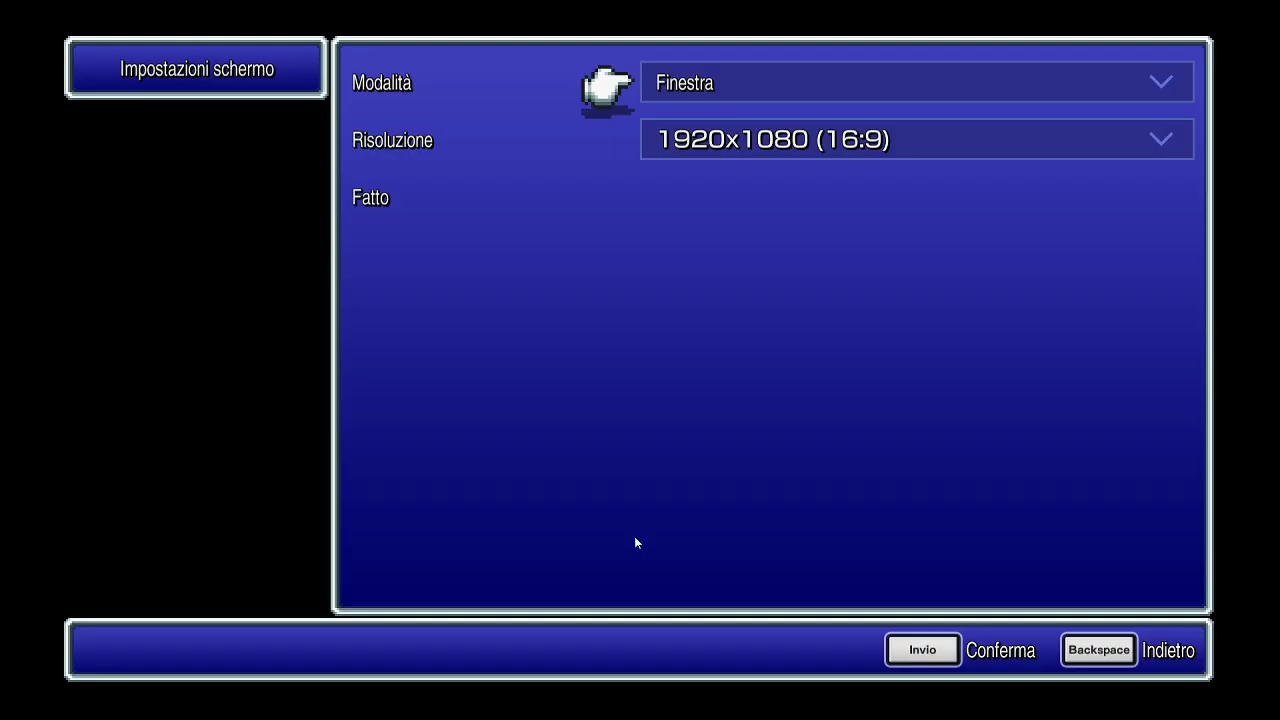 Impostazioni schermo
Modalità
Finestra
Risoluzione
1920x1080 (16:9)
Fatto
Invio Conferma Backspace Indietro